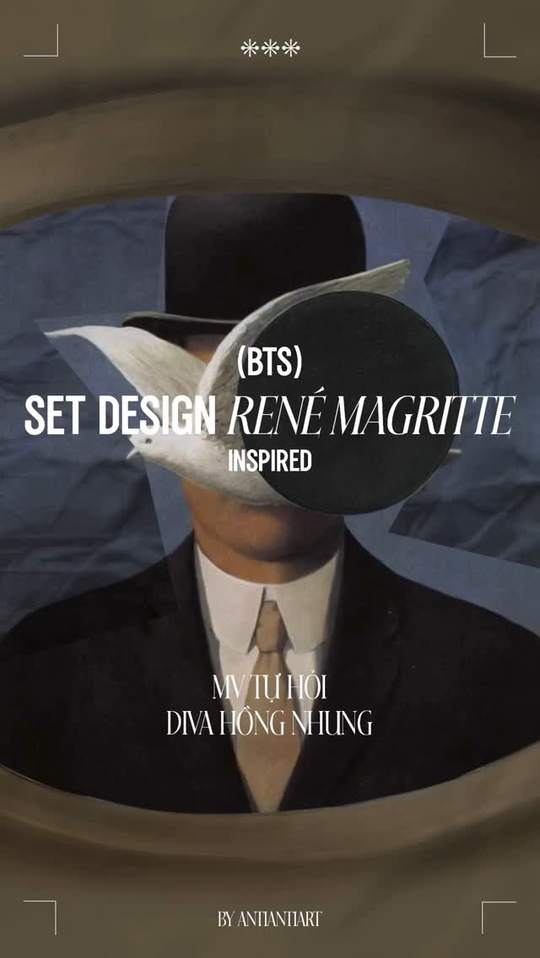 (BTS)
SET DESIGN RENÉ MAGRITTE
INSPIRED
MV TỰ HỎI
DIVA HỒNG NHUNG
BY ANTIANTIART